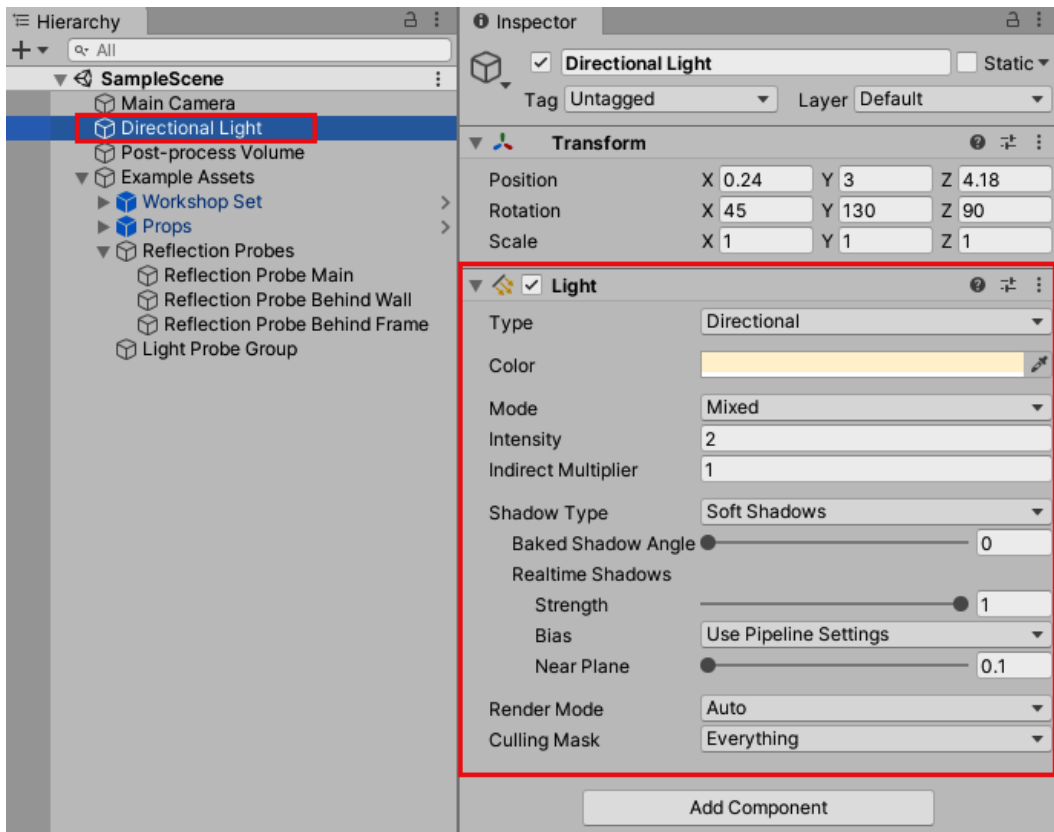 Hierarchy
All
SampleScene
Main Camera
Directional Light
Post-process Volume
Example Assets
Workshop Set
Props
Reflection Probes
Reflection Probe Main
Reflection Probe Behind Wall
Reflection Probe Behind Frame
Light Probe Group
Inspector
Directional Light Static
Tag Untagged Layer Default
Transform
Position X 0.24 Y 3 Z 4.18
Rotation X 45 Y 130 Z 90
Scale X 1 Y 1 Z 1
Light
Type Directional
Color
Mode Mixed
Intensity 2
Indirect Multiplier 1
Shadow Type Soft Shadows
Baked Shadow Angle 0
Realtime Shadows
Strength 1
Bias Use Pipeline Settings
Near Plane 0.1
Render Mode Auto
Culling Mask Everything
Add Component